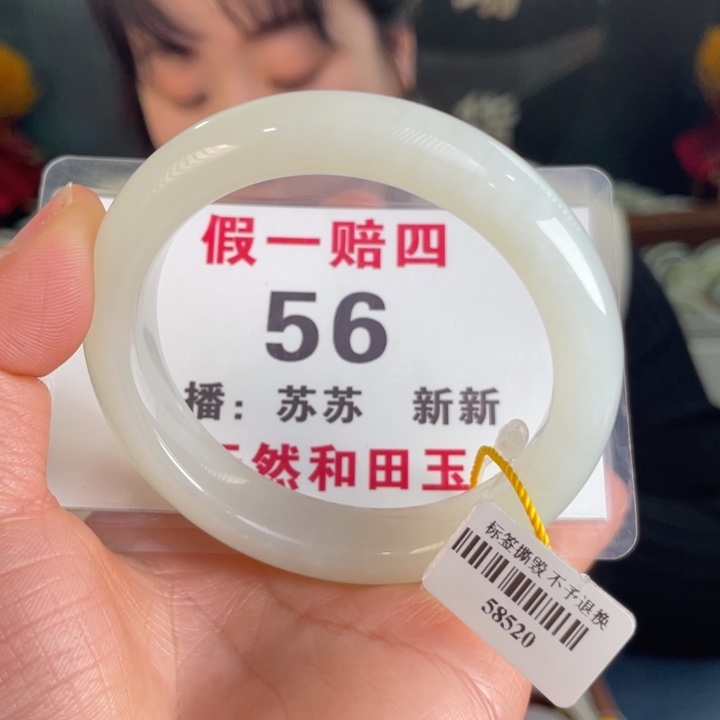 货
假一赔四
56
播：苏苏 新新
然和田玉
标签撕毁不予退换
58520